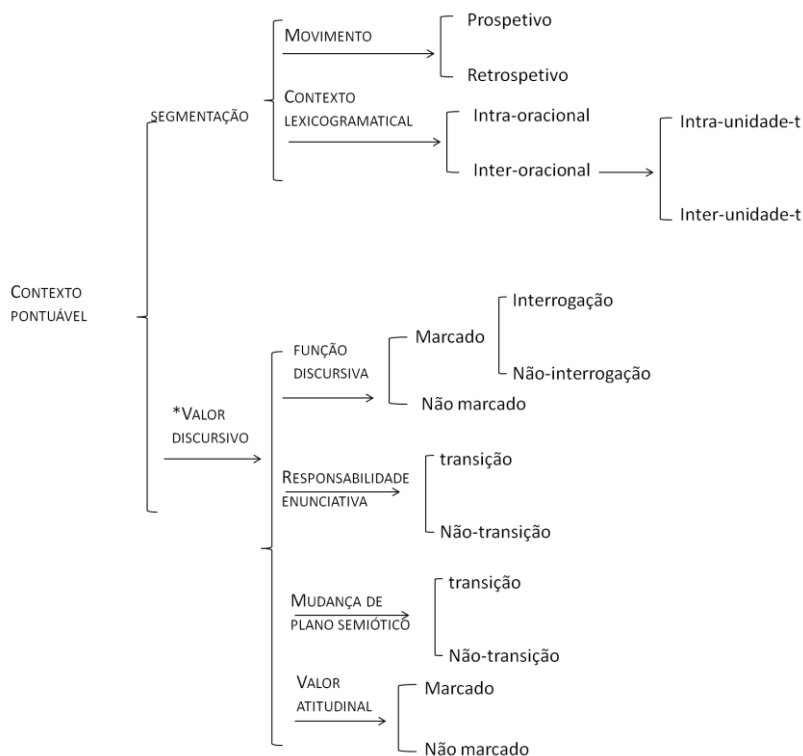 MOVIMENTO
Prospetivo
Retrospetivo
SEGMENTAÇÃO
CONTEXTO
LEXICOGRAMATICAL
Intra-oracional
Inter-oracional
Intra-unidade-t
Inter-unidade-t
CONTEXTO
PONTUÁVEL
*VALOR
DISCURSIVO
FUNÇÃO
DISCURSIVA
Marcado
Não marcado
Interrogação
Não-interrogação
RESPONSABILIDADE
ENUNCIATIVA
transição
Não-transição
MUDANÇA DE
PLANO SEMIÓTICO
transição
Não-transição
VALOR
ATITUDINAL
Marcado
Não marcado